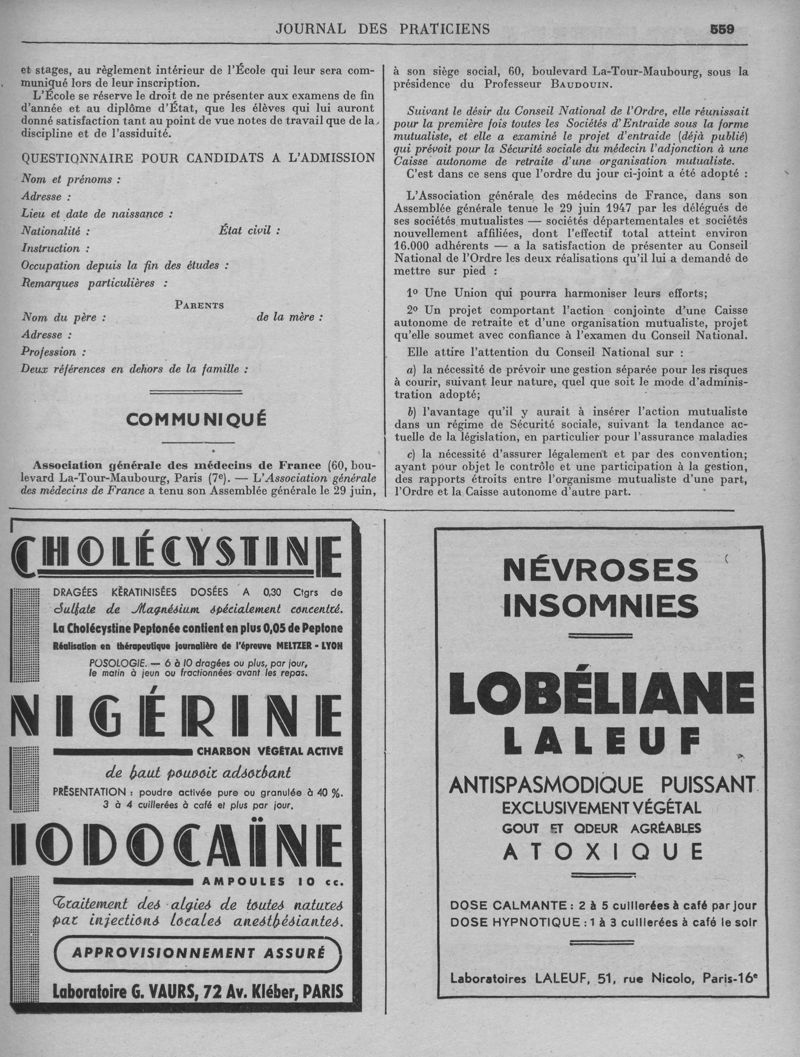 JOURNAL DES PRATICIENS
559
et stages, au règlement intérieur de l'École qui leur sera com-
muniqué lors de leur inscription.
L'École se réserve le droit de ne présenter aux examens de fin
d'année et au diplôme d'État, que les élèves qui lui auront
donné satisfaction tant au point de vue notes de travail que de la
discipline et de l'assiduité.
QUESTIONNAIRE POUR CANDIDATS A L'ADMISSION
Nom et prénoms :
Adresse :
Lieu et date de naissance :
Nationalité : État civil :
Instruction :
Occupation depuis la fin des études :
Remarques particulières :
PARENTS
Nom du père : de la mère :
Adresse :
Profession :
Deux références en dehors de la famille :
COMMUNIQUÉ
Association générale des médecins de France (60, bou-
levard La-Tour-Maubourg, Paris (7e). — L'Association générale
des médecins de France a tenu son Assemblée générale le 29 juin,
à son siège social, 60, boulevard La-Tour-Maubourg, sous la
présidence du Professeur BAUDOUIN.
Suivant le désir du Conseil National de l'Ordre, elle réunissait
pour la première fois toutes les Sociétés d'Entraide sous la forme
mutualiste, et elle a examiné le projet d'entraide (déjà publié)
qui prévoit pour la Sécurité sociale du médecin l'adjonction à une
Caisse autonome de retraite d'une organisation mutualiste.
C'est dans ce sens que l'ordre du jour ci-joint a été adopté :
L'Association générale des médecins de France, dans son
Assemblée générale tenue le 29 juin 1947 par les délégués de
ses sociétés mutualistes — sociétés départementales et sociétés
nouvellement affiliées, dont l'effectif total atteint environ
16.000 adhérents — a la satisfaction de présenter au Conseil
National de l'Ordre les deux réalisations qu'il lui a demandé de
mettre sur pied :
1º Une Union qui pourra harmoniser leurs efforts;
2º Un projet comportant l'action conjointe d'une Caisse
autonome de retraite et d'une organisation mutualiste, projet
qu'elle soumet avec confiance à l'examen du Conseil National.
Elle attire l'attention du Conseil National sur :
a) la nécessité de prévoir une gestion séparée pour les risques
à courir, suivant leur nature, quel que soit le mode d'adminis-
tration adopté;
b) l'avantage qu'il y aurait à insérer l'action mutualiste
dans un régime de Sécurité sociale, suivant la tendance ac-
tuelle de la législation, en particulier pour l'assurance maladies
c) la nécessité d'assurer légalement et par des convention;
ayant pour objet le contrôle et une participation à la gestion,
des rapports étroits entre l'organisme mutualiste d'une part,
l'Ordre et la Caisse autonome d'autre part.
CHOLÉCYSTINE
DRAGÉES KÉRATINISÉES DOSÉES A 0,30 Ctgrs de
Sulfate de Magnésium spécialement concentré.
La Cholécystine Peptonée contient en plus 0,05 de Peptone
Réalisation en thérapeutique journalière de l'épreuve MELTZER - LYON
POSOLOGIE. — 6 à 10 dragées ou plus, par jour,
le matin à jeun ou fractionnées avant les repas.
NIGÉRINE
CHARBON VÉGÉTAL ACTIVÉ
de haut pouvoir adsorbant
PRÉSENTATION : poudre activée pure ou granulée à 40 %.
3 à 4 cuillerées à café et plus par jour.
IODOCAÏNE
AMPOULES 10 cc.
Traitement des algies de toutes natures
par injections locales anesthésiantes.
APPROVISIONNEMENT ASSURÉ
Laboratoire G. VAURS, 72 Av. Kléber, PARIS
NÉVROSES
INSOMNIES
LOBÉLIANE
LALEUF
ANTISPASMODIQUE PUISSANT
EXCLUSIVEMENT VÉGÉTAL
GOUT ET ODEUR AGRÉABLES
ATOXIQUE
DOSE CALMANTE : 2 à 5 cuillerées à café par jour
DOSE HYPNOTIQUE : 1 à 3 cuillerées à café le soir
Laboratoires LALEUF, 51, rue Nicolo, Paris-16e